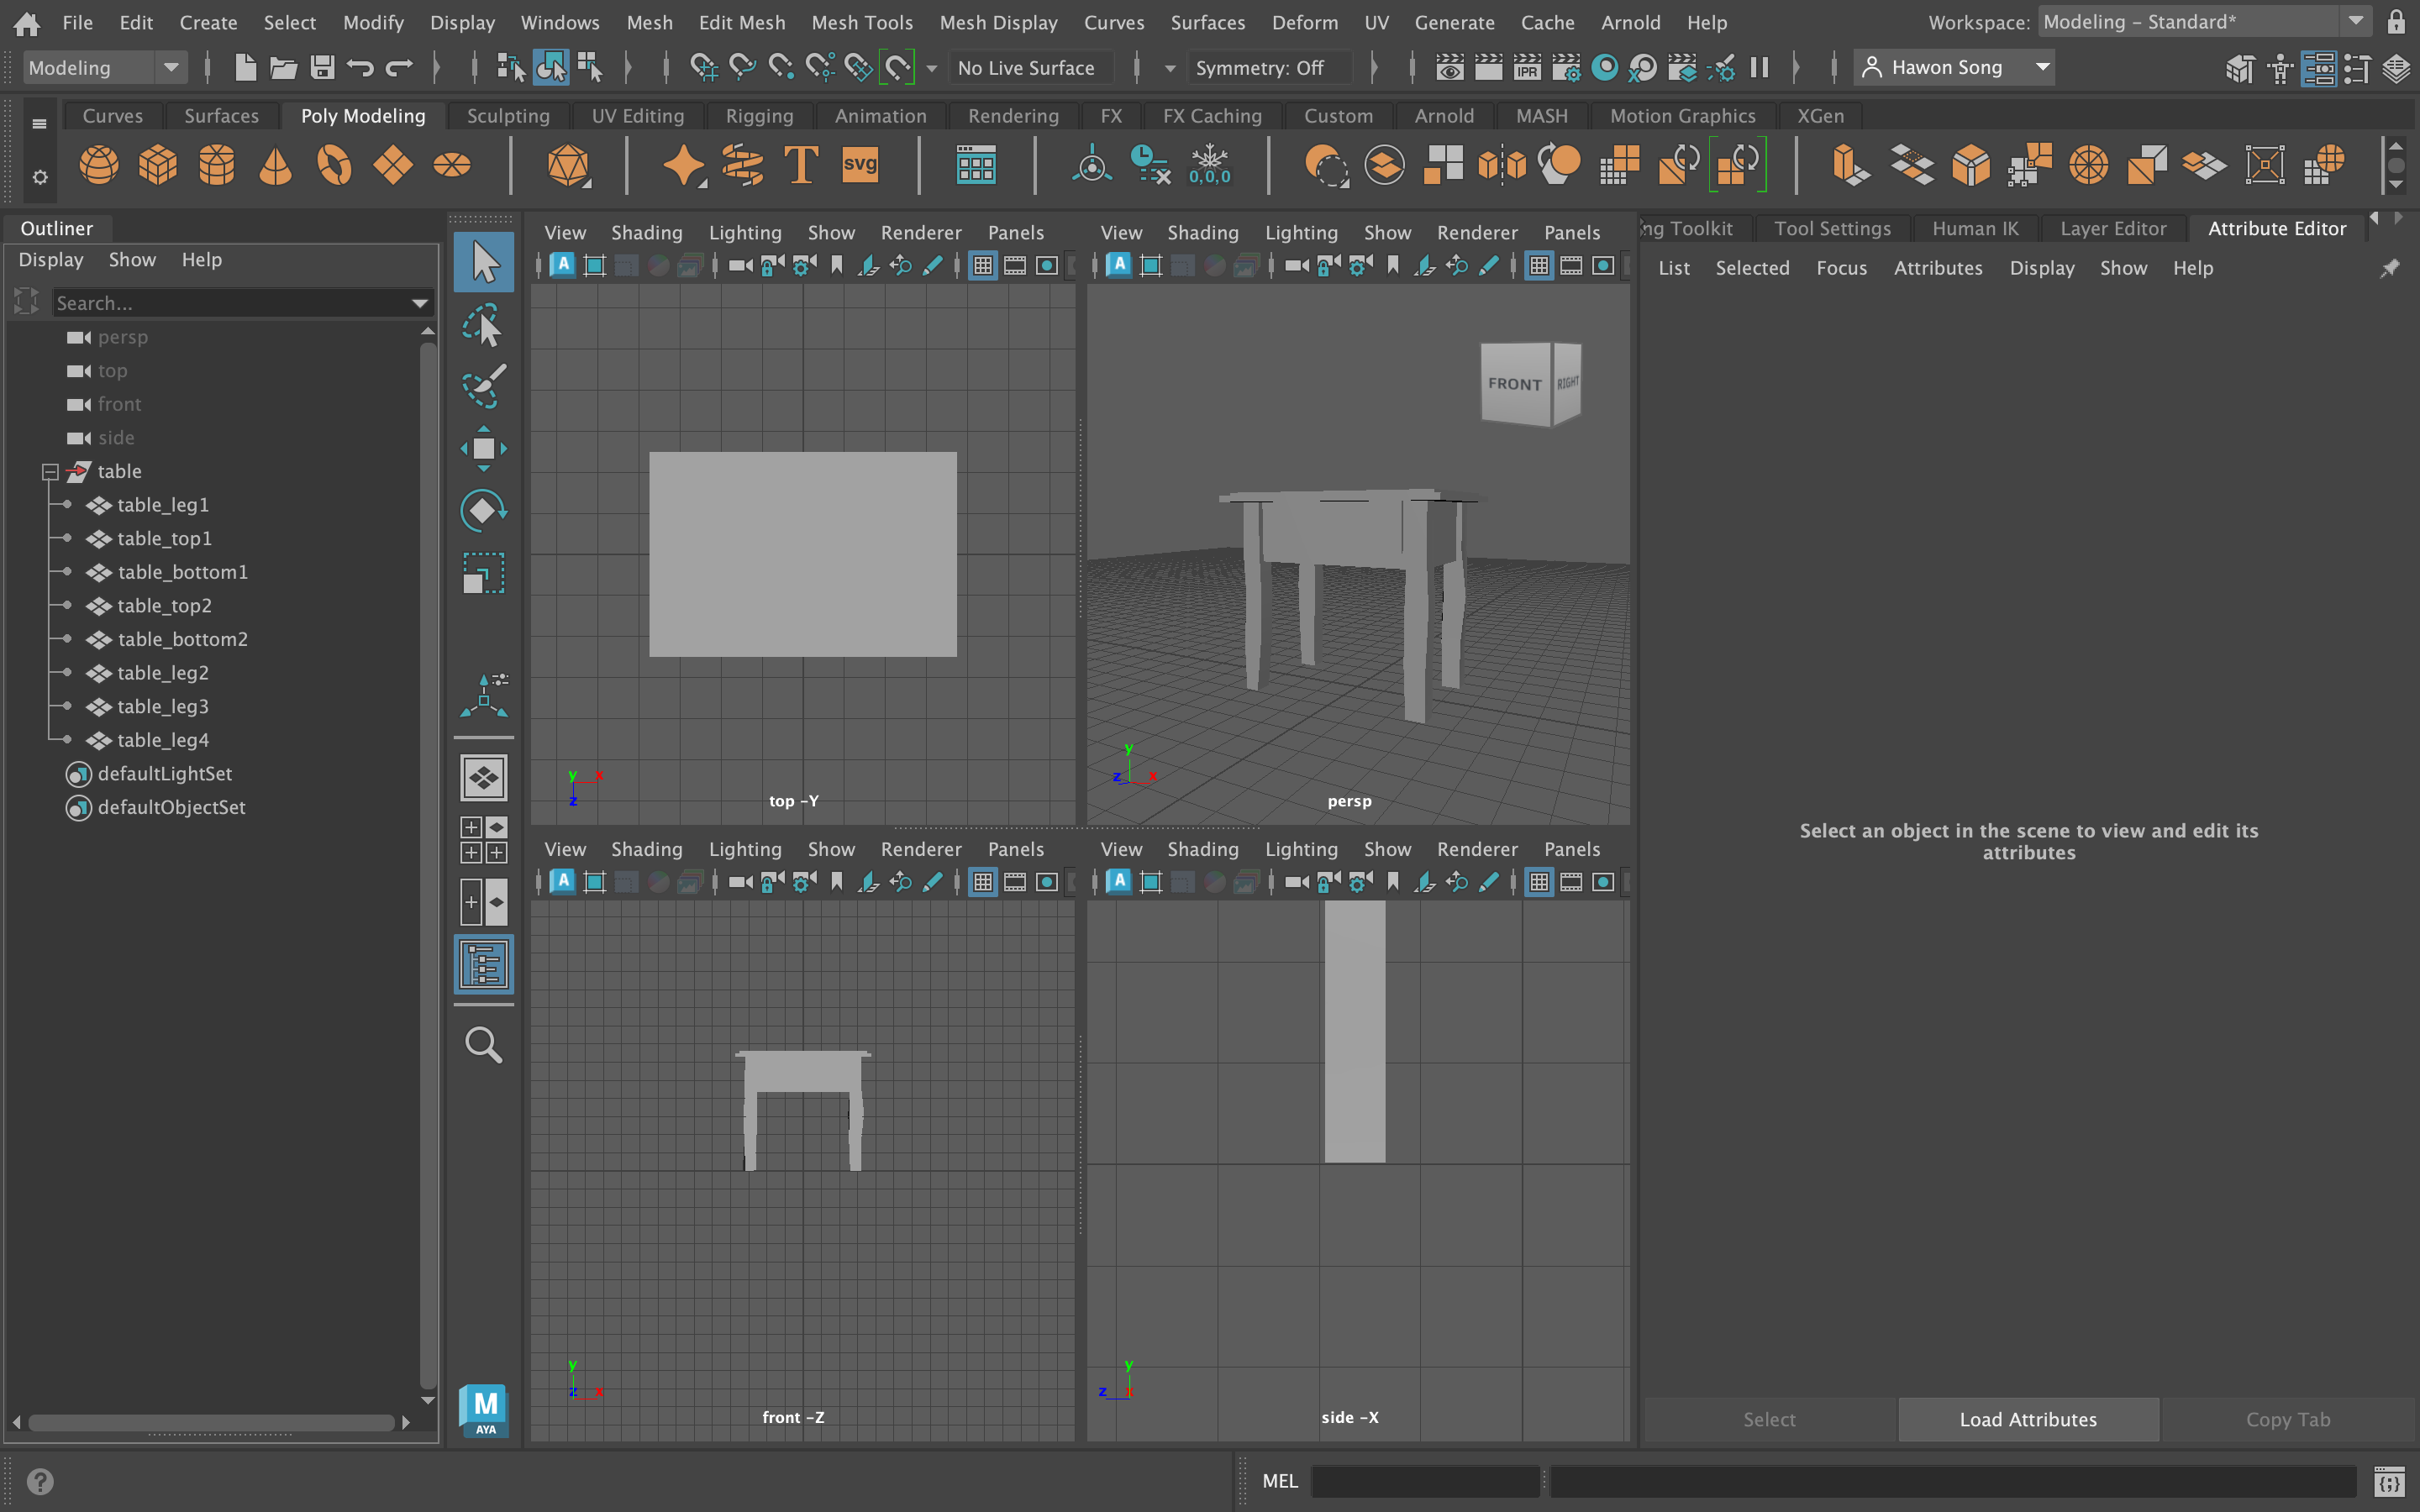 File Edit Create Select Modify Display Windows Mesh Edit Mesh Mesh Tools Mesh Display Curves Surfaces Deform UV Generate Cache Arnold Help Workspace: Modeling - Standard*
Modeling No Live Surface Symmetry: Off IPR Hawon Song
Curves Surfaces Poly Modeling Sculpting UV Editing Rigging Animation Rendering FX FX Caching Custom Arnold MASH Motion Graphics XGen
T svg 0,0,0
Outliner
Display Show Help
Search...
persp
top
front
side
table
table_leg1
table_top1
table_bottom1
table_top2
table_bottom2
table_leg2
table_leg3
table_leg4
defaultLightSet
defaultObjectSet
M
AYA
View Shading Lighting Show Renderer Panels
A
y x
z
top -Y
View Shading Lighting Show Renderer Panels
A
FRONT RIGHT
y
z x
persp
View Shading Lighting Show Renderer Panels
A
y
z x
front -Z
View Shading Lighting Show Renderer Panels
A
y
z x
side -X
ng Toolkit Tool Settings Human IK Layer Editor Attribute Editor
List Selected Focus Attributes Display Show Help
Select an object in the scene to view and edit its
attributes
Select Load Attributes Copy Tab
? MEL {;}